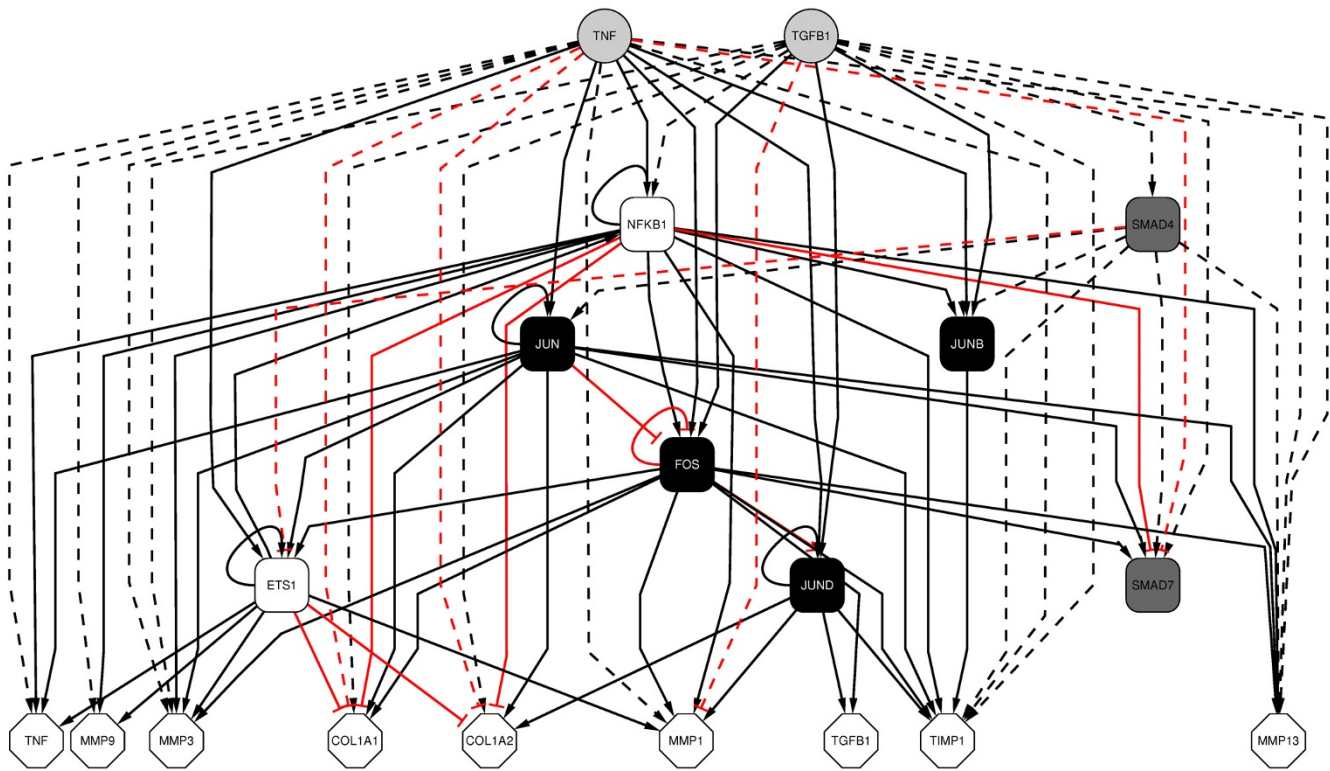 TNF TGFB1
NFKB1 SMAD4
JUN JUNB
FOS
ETS1 JUND SMAD7
TNF MMP9 MMP3 COL1A1 COL1A2 MMP1 TGFB1 TIMP1 MMP13